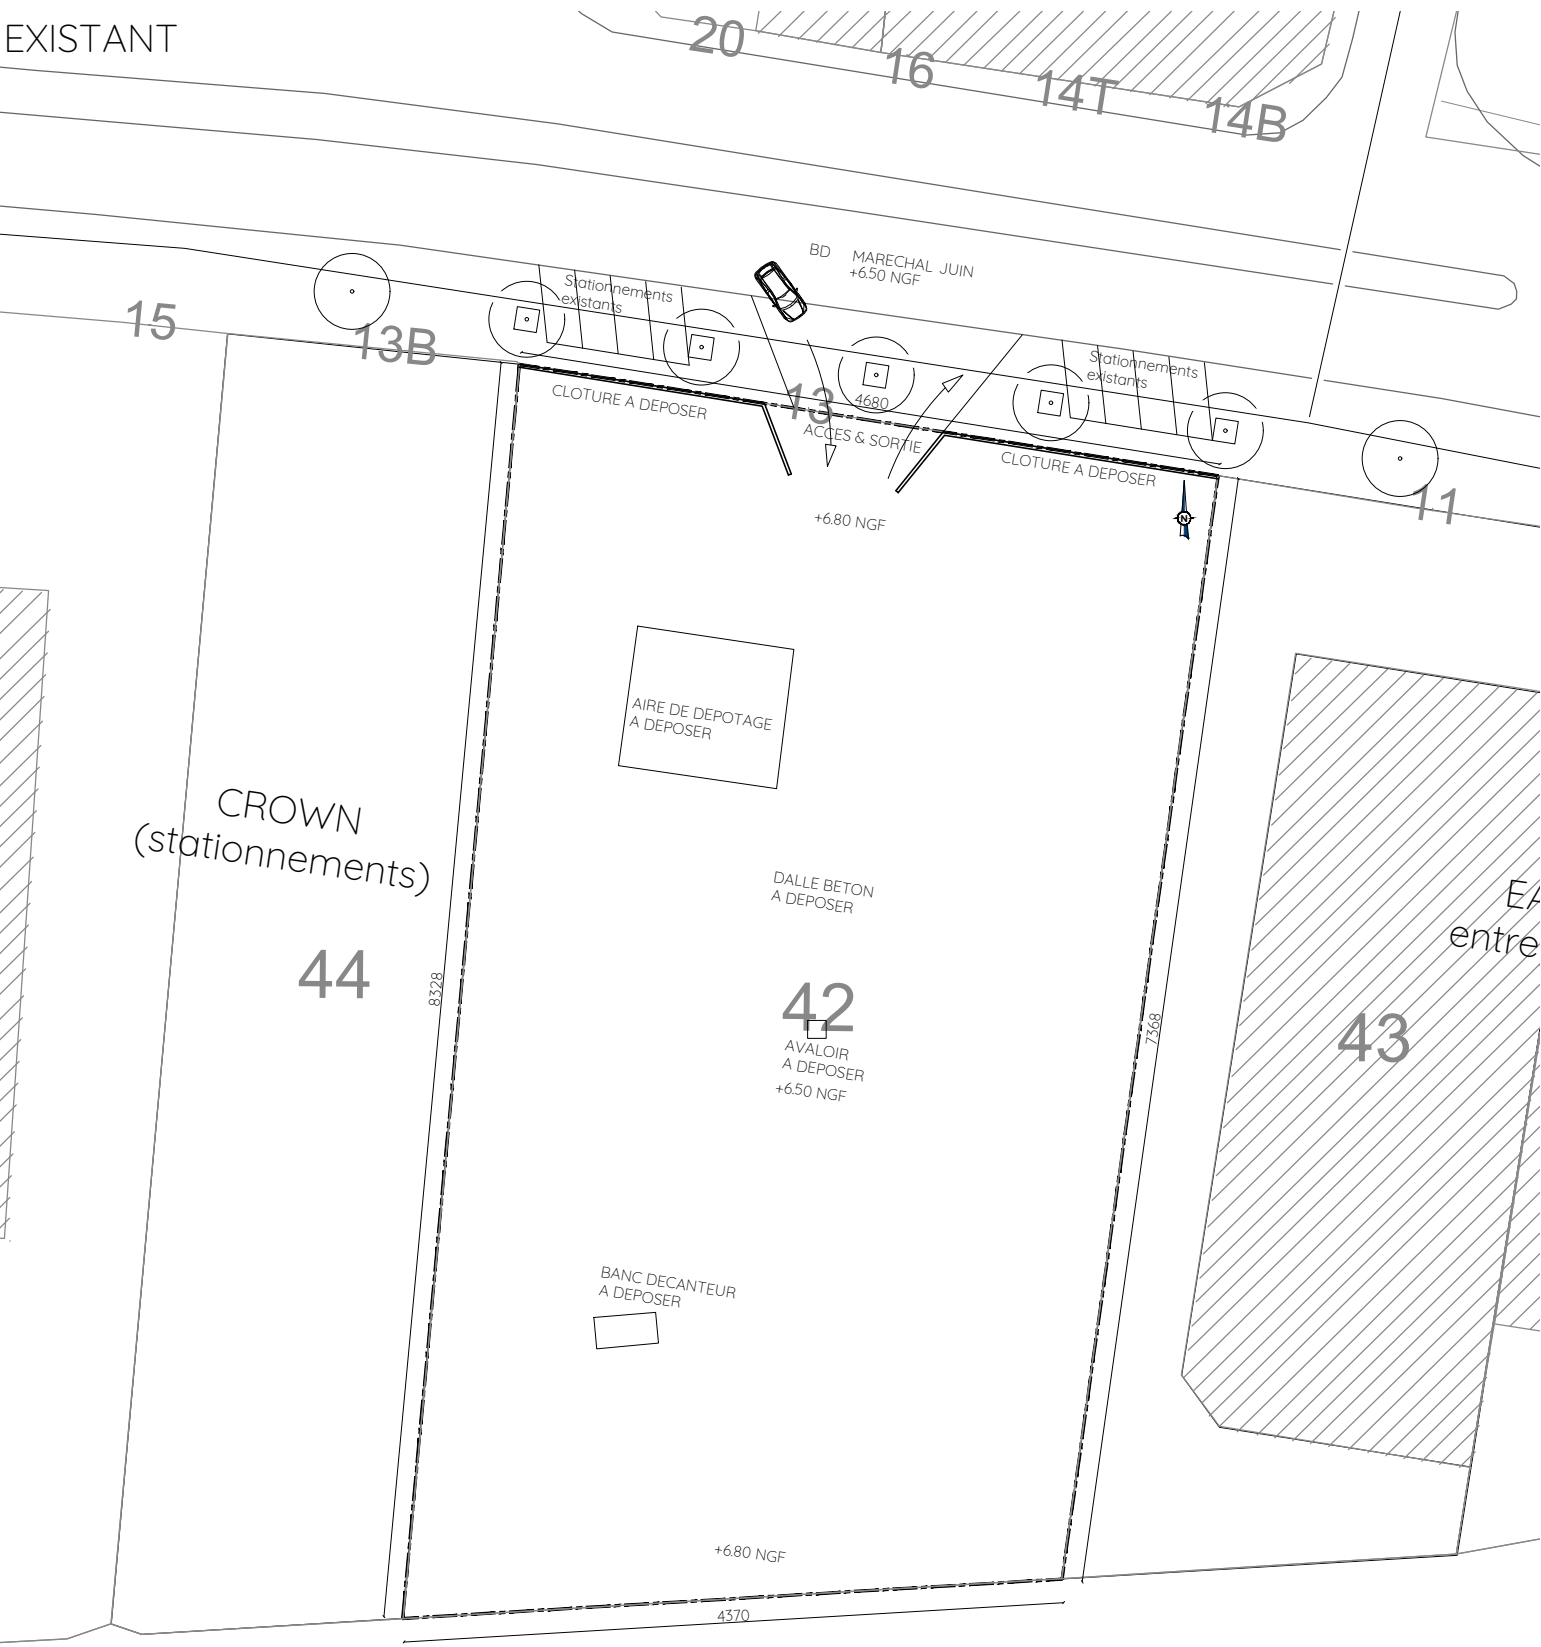 EXISTANT
20
16
14T
14B
BD MARECHAL JUIN
+6.50 NGF
Stationnements
existants
15
13B
13
4680
Stationnements
existants
CLOTURE A DEPOSER
ACCES & SORTIE
CLOTURE A DEPOSER
11
+6.80 NGF
N
AIRE DE DEPOTAGE
A DEPOSER
CROWN
(stationnements)
DALLE BETON
A DEPOSER
EA
entre
44
8328
42
7368
43
AVALOIR
A DEPOSER
+6.50 NGF
BANC DECANTEUR
A DEPOSER
+6.80 NGF
4370